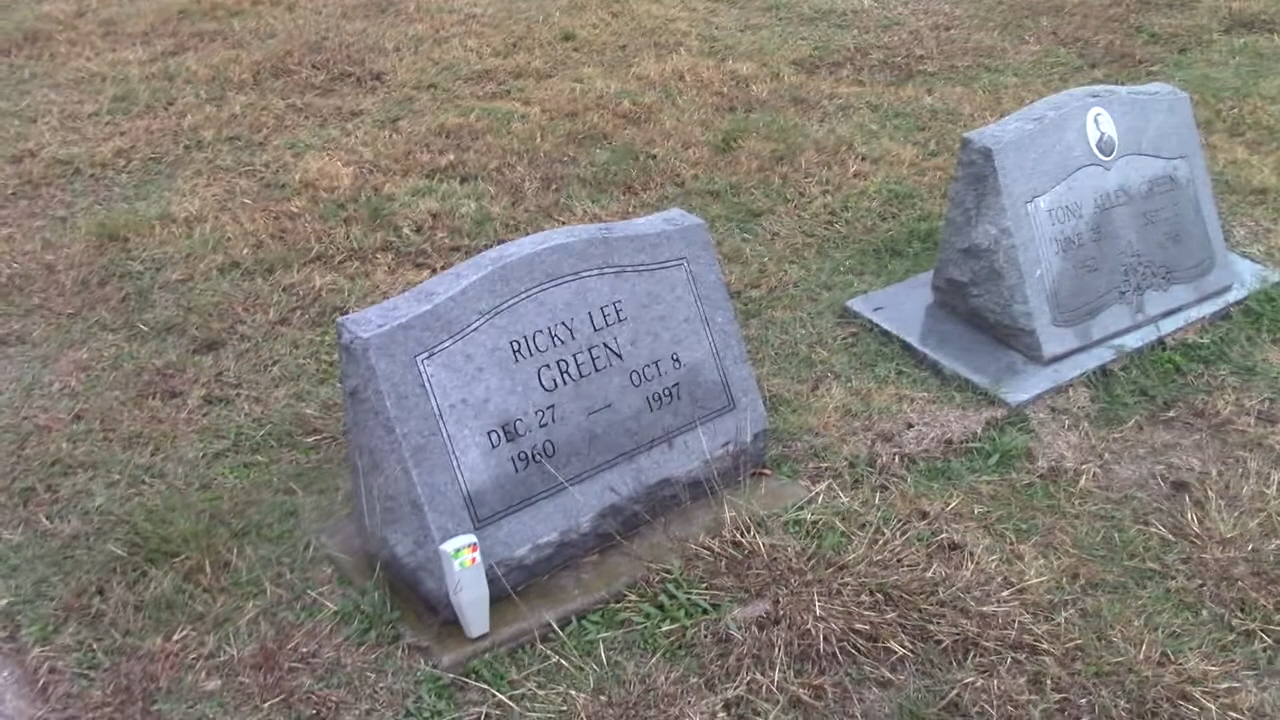 RICKY LEE
GREEN
DEC. 27 — OCT. 8,
1960 1997
TONY ALLEN GREEN
JUNE